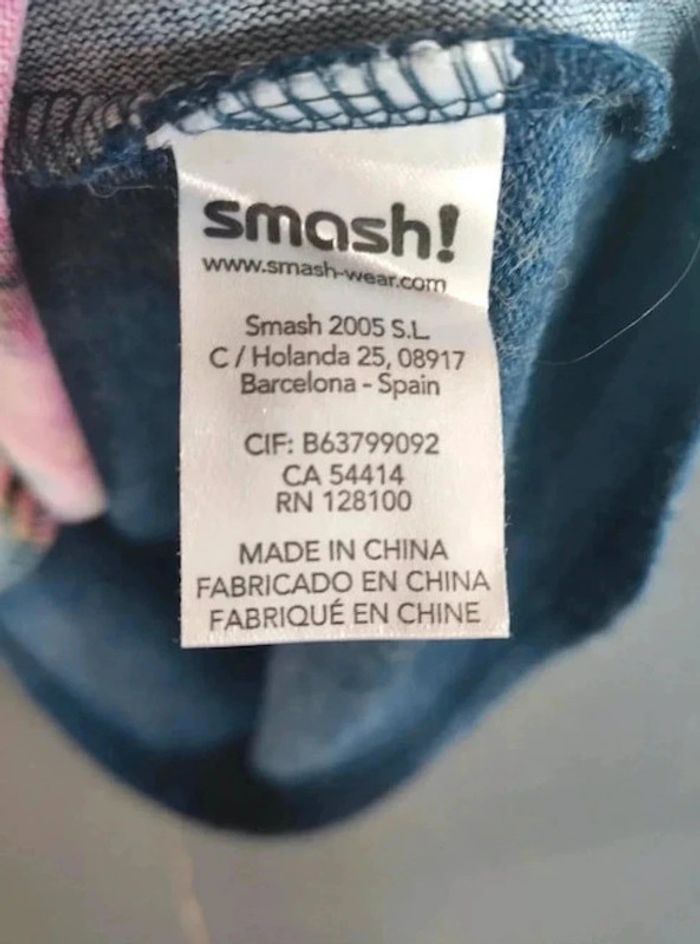 smash!
www.smash-wear.com
Smash 2005 S.L.
C / Holanda 25, 08917
Barcelona - Spain
CIF: B63799092
CA 54414
RN 128100
MADE IN CHINA
FABRICADO EN CHINA
FABRIQUÉ EN CHINE